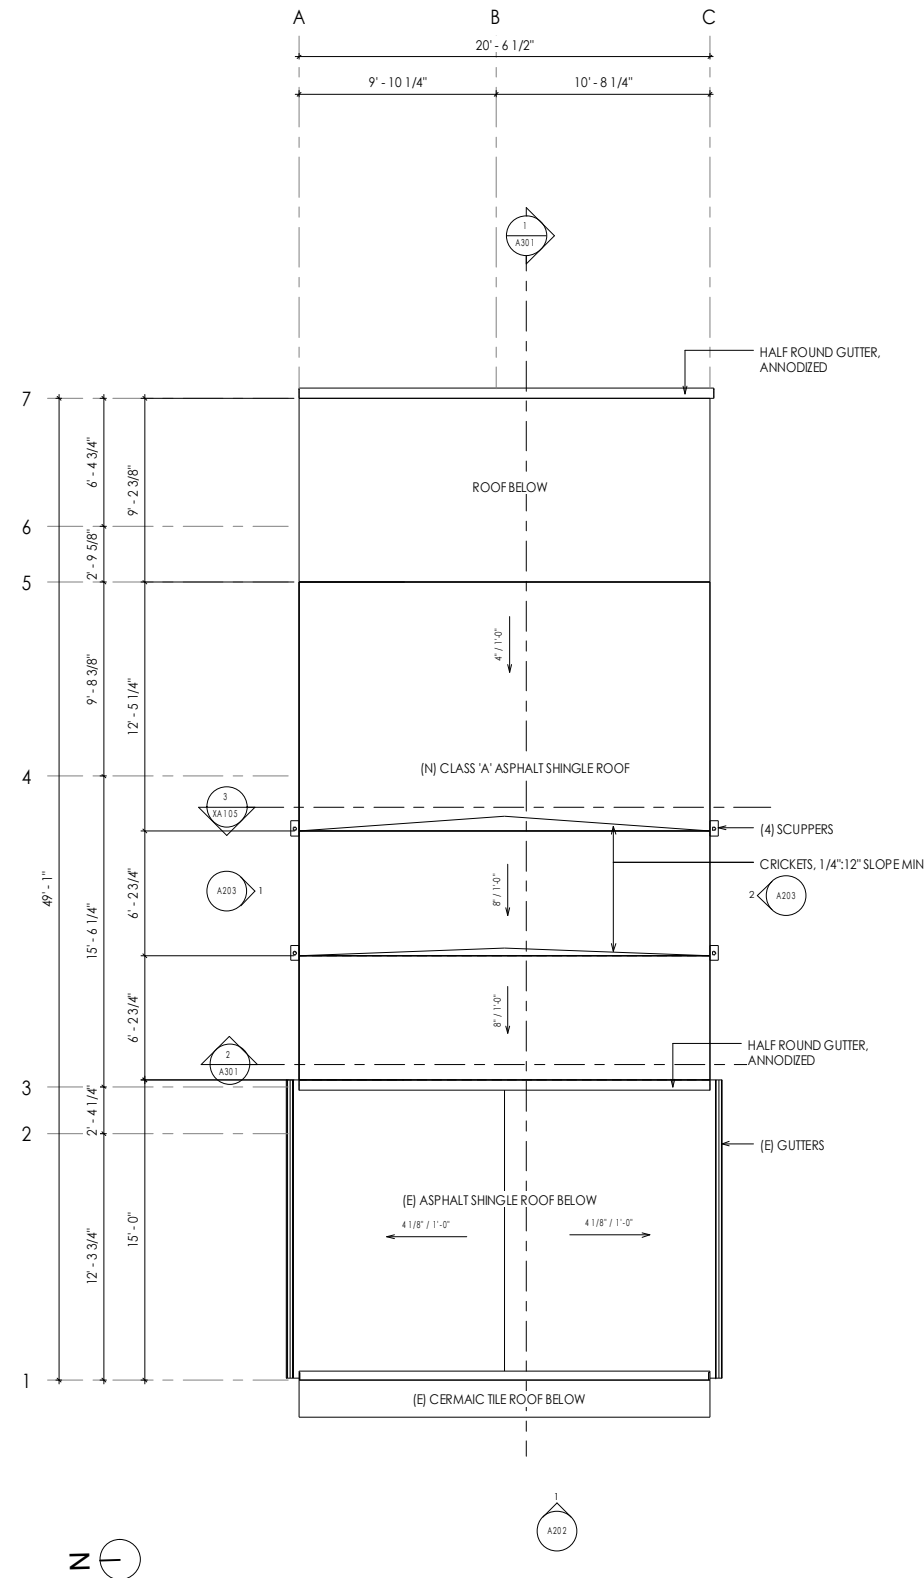 A
B
C
20' - 6 1/2"
9' - 10 1/4"
10' - 8 1/4"
1
A301
HALF ROUND GUTTER,
ANNODIZED
7
6' - 4 3/4"
9' - 2 3/8"
ROOF BELOW
6
2' - 9 5/8"
5
4" / 1'-0"
9' - 8 3/8"
12' - 5 1/4"
4
(N) CLASS 'A' ASPHALT SHINGLE ROOF
3
XA105
(4) SCUPPERS
CRICKETS, 1/4":12" SLOPE MIN
49' - 1"
15' - 6 1/4"
6' - 2 3/4"
A203
1
8" / 1'-0"
2
A203
6' - 2 3/4"
8" / 1'-0"
2
A301
HALF ROUND GUTTER,
ANNODIZED
3
2' - 4 1/4"
2
(E) GUTTERS
(E) ASPHALT SHINGLE ROOF BELOW
4 1/8" / 1'-0"
4 1/8" / 1'-0"
12' - 3 3/4"
15' - 0"
1
(E) CERMAIC TILE ROOF BELOW
1
A202
N